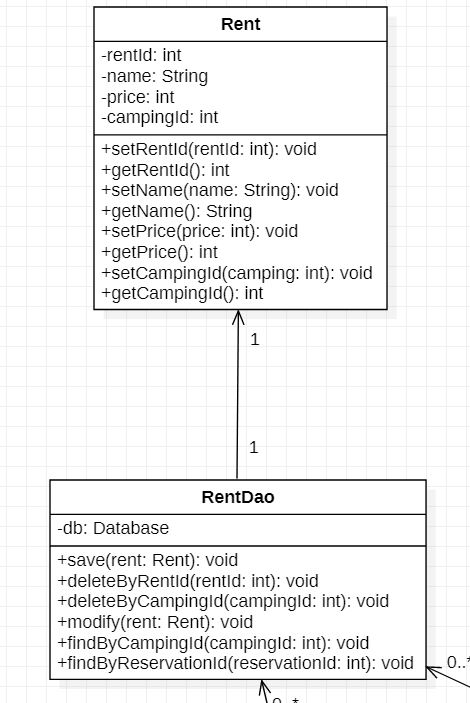 Rent
-rentId: int
-name: String
-price: int
-campingId: int
+setRentId(rentId: int): void
+getRentId(): int
+setName(name: String): void
+getName(): String
+setPrice(price: int): void
+getPrice(): int
+setCampingId(camping: int): void
+getCampingId(): int
1
1
RentDao
-db: Database
+save(rent: Rent): void
+deleteByRentId(rentId: int): void
+deleteByCampingId(campingId: int): void
+modify(rent: Rent): void
+findByCampingId(campingId: int): void
+findByReservationId(reservationId: int): void
0..*
0..*